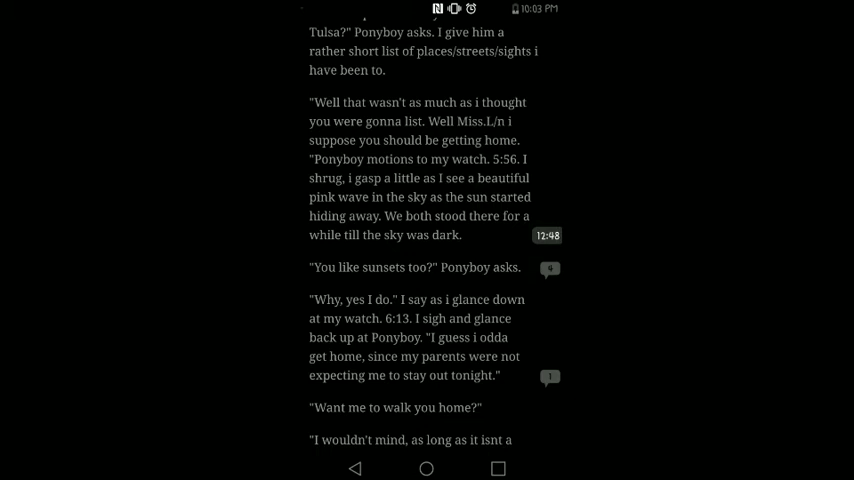 10:03 PM
Tulsa?" Ponyboy asks. I give him a
rather short list of places/streets/sights i
have been to.
"Well that wasn't as much as i thought
you were gonna list. Well Miss.L/n i
suppose you should be getting home.
"Ponyboy motions to my watch. 5:56. I
shrug, i gasp a little as I see a beautiful
pink wave in the sky as the sun started
hiding away. We both stood there for a
while till the sky was dark.
12:48
"You like sunsets too?" Ponyboy asks.
4
"Why, yes I do." I say as i glance down
at my watch. 6:13. I sigh and glance
back up at Ponyboy. "I guess i odda
get home, since my parents were not
expecting me to stay out tonight."
1
"Want me to walk you home?"
"I wouldn't mind, as long as it isnt a